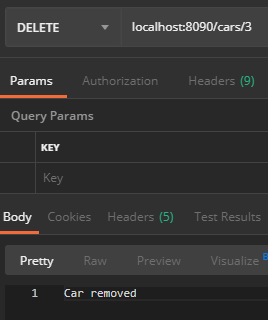 DELETE localhost:8090/cars/3
Params Authorization Headers (9)
Query Params
KEY
Key
Body Cookies Headers (5) Test Results
Pretty Raw Preview Visualize
1 Car removed